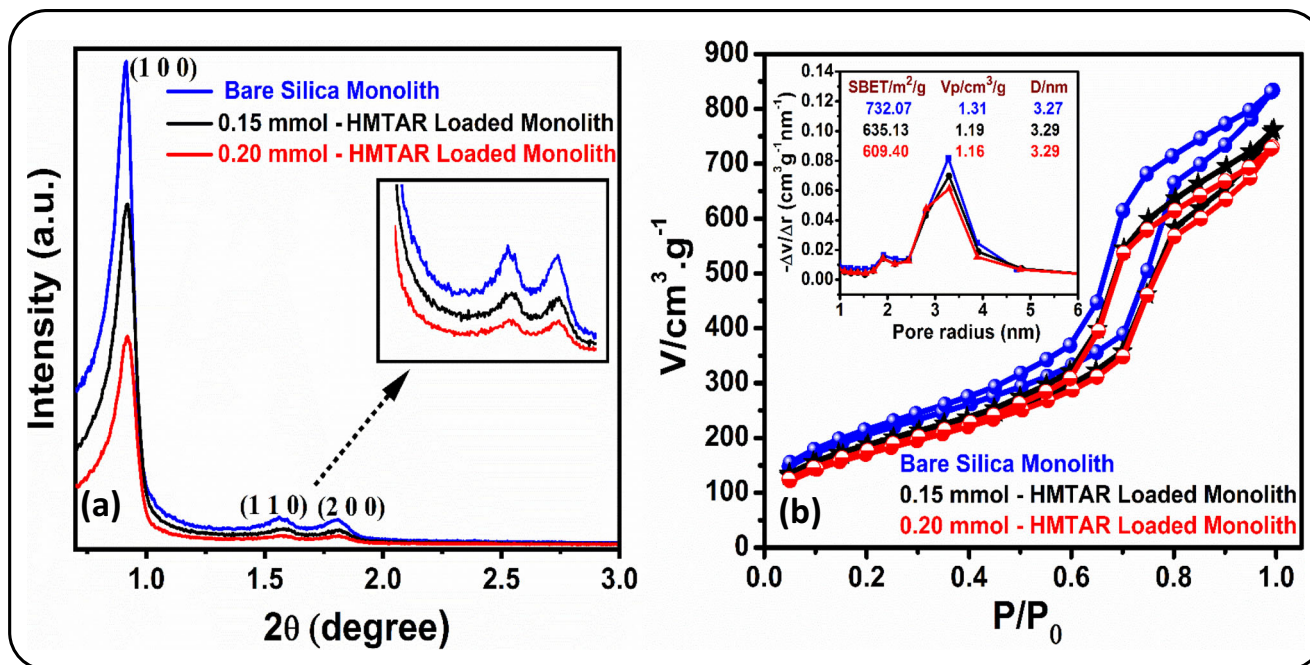 (1 0 0)
Bare Silica Monolith
0.15 mmol - HMTAR Loaded Monolith
0.20 mmol - HMTAR Loaded Monolith
Intensity (a.u.)
(a)
(1 1 0)
(2 0 0)
1.0
1.5
2.0
2.5
3.0
2θ (degree)
900
800
700
600
500
400
300
200
100
0
V/cm³.g⁻¹
0.14
0.12
0.10
0.08
0.06
0.04
0.02
0.00
-Δv/Δr (cm³g⁻¹nm⁻¹)
SBET/m²/g Vp/cm³/g D/nm
732.07 1.31 3.27
635.13 1.19 3.29
609.40 1.16 3.29
1 2 3 4 5 6
Pore radius (nm)
Bare Silica Monolith
0.15 mmol - HMTAR Loaded Monolith
0.20 mmol - HMTAR Loaded Monolith
(b)
0.0 0.2 0.4 0.6 0.8 1.0
P/P₀